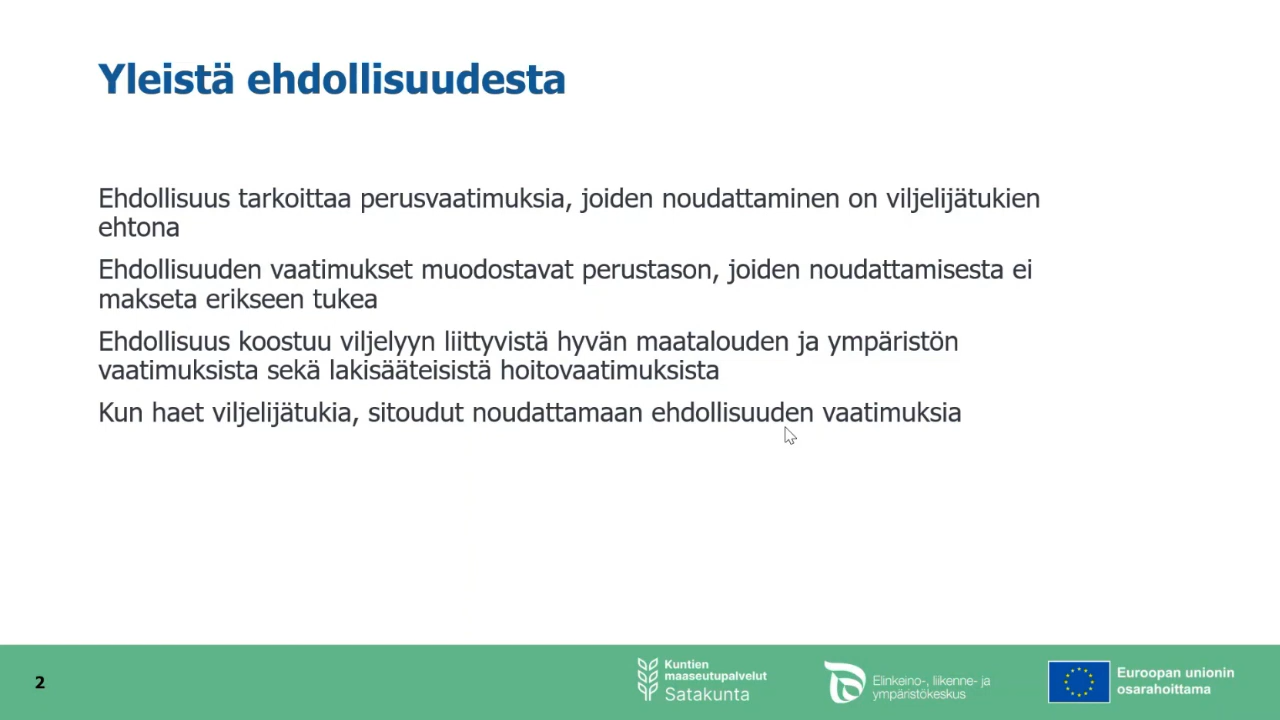 Yleistä ehdollisuudesta
Ehdollisuus tarkoittaa perusvaatimuksia, joiden noudattaminen on viljelijätukien
ehtona
Ehdollisuuden vaatimukset muodostavat perustason, joiden noudattamisesta ei
makseta erikseen tukea
Ehdollisuus koostuu viljelyyn liittyvistä hyvän maatalouden ja ympäristön
vaatimuksista sekä lakisääteisistä hoitovaatimuksista
Kun haet viljelijätukia, sitoudut noudattamaan ehdollisuuden vaatimuksia
2
Kuntien
maaseutupalvelut
Satakunta
Elinkeino-, liikenne- ja
ympäristökeskus
Euroopan unionin
osarahoittama